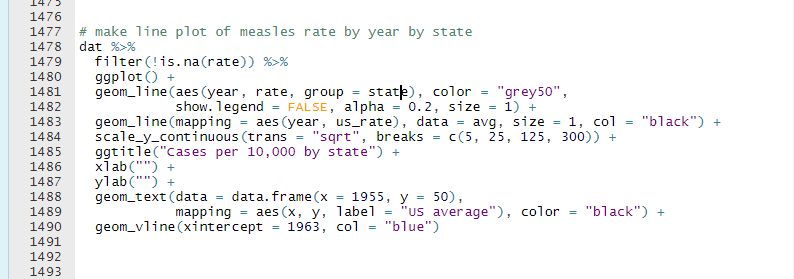 1475
1476
1477 # make line plot of measles rate by year by state
1478 dat %>%
1479   filter(!is.na(rate)) %>%
1480   ggplot() +
1481   geom_line(aes(year, rate, group = state), color = "grey50",
1482             show.legend = FALSE, alpha = 0.2, size = 1) +
1483   geom_line(mapping = aes(year, us_rate), data = avg, size = 1, col = "black") +
1484   scale_y_continuous(trans = "sqrt", breaks = c(5, 25, 125, 300)) +
1485   ggtitle("Cases per 10,000 by state") +
1486   xlab("") +
1487   ylab("") +
1488   geom_text(data = data.frame(x = 1955, y = 50),
1489             mapping = aes(x, y, label = "US average"), color = "black") +
1490   geom_vline(xintercept = 1963, col = "blue")
1491
1492
1493